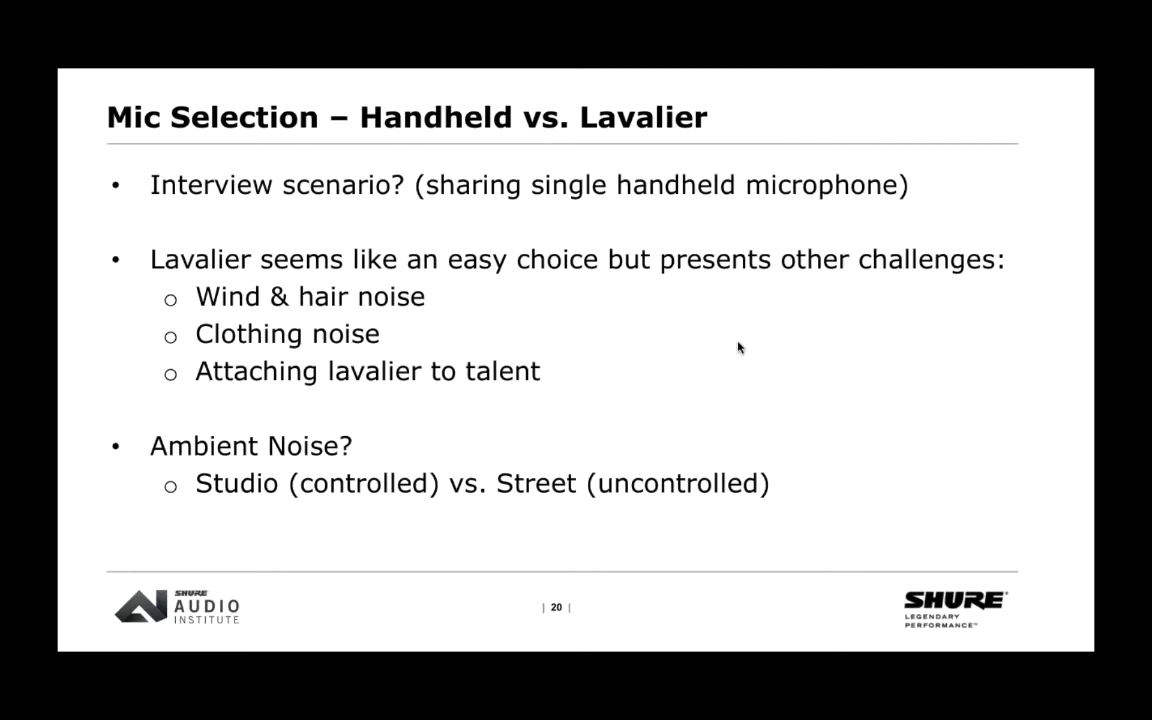 Mic Selection – Handheld vs. Lavalier
• Interview scenario? (sharing single handheld microphone)
• Lavalier seems like an easy choice but presents other challenges:
o Wind & hair noise
o Clothing noise
o Attaching lavalier to talent
• Ambient Noise?
o Studio (controlled) vs. Street (uncontrolled)
SHURE
AUDIO
INSTITUTE
| 20 |
SHURE®
LEGENDARY
PERFORMANCE™